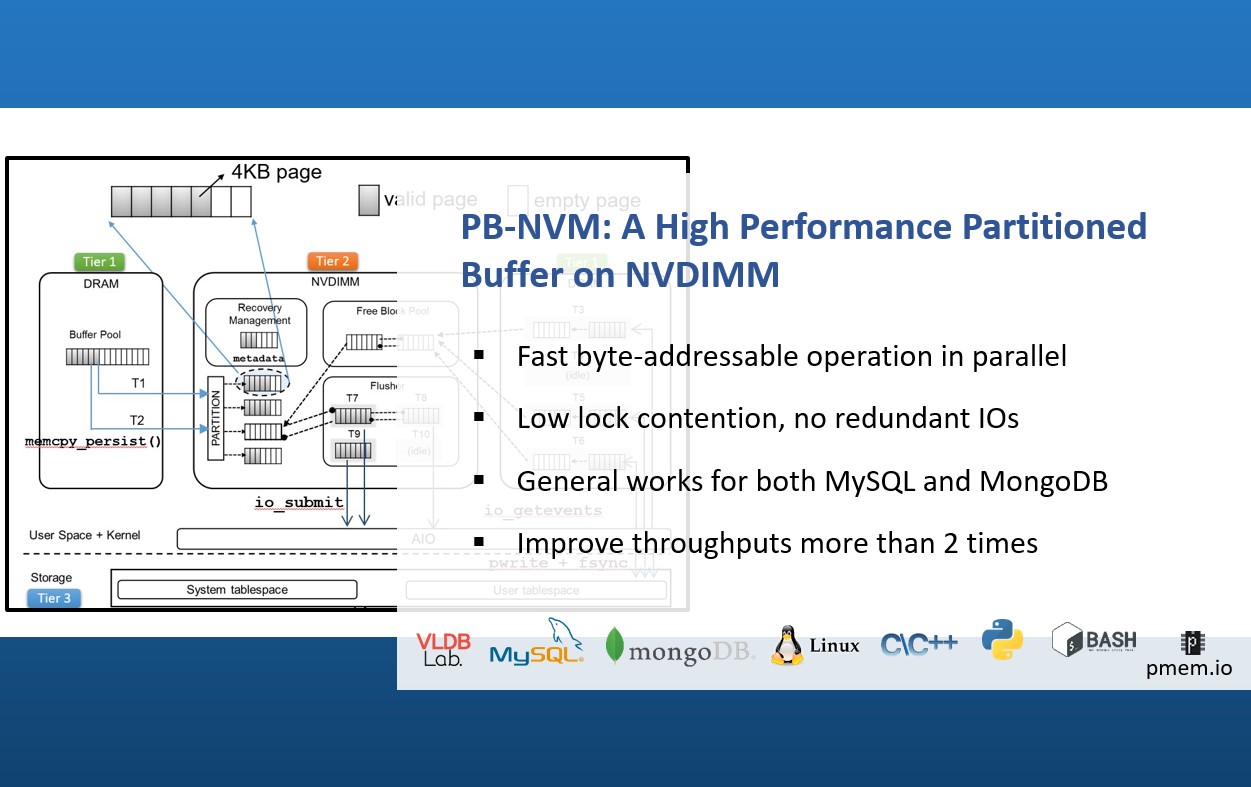 4KB page
valid page
empty page
PB-NVM: A High Performance Partitioned
Buffer on NVDIMM
Tier 1
Tier 2
Tier 1
DRAM
NVDIMM
Recovery
Management
metadata
Free Block Pool
Buffer Pool
T1
T2
memcpy_persist()
PARTITION
Flusher
T7
T8
T9
T10
(idle)
T3
(idle)
T5
T6
io_submit
io_getevents
Fast byte-addressable operation in parallel
Low lock contention, no redundant IOs
General works for both MySQL and MongoDB
Improve throughputs more than 2 times
User Space + Kernel
AIO
pwrite + fsync
Storage
Tier 3
System tablespace
User tablespace
VLDB
Lab.
MySQL
mongoDB
Linux
C\C++
BASH
pmem.io